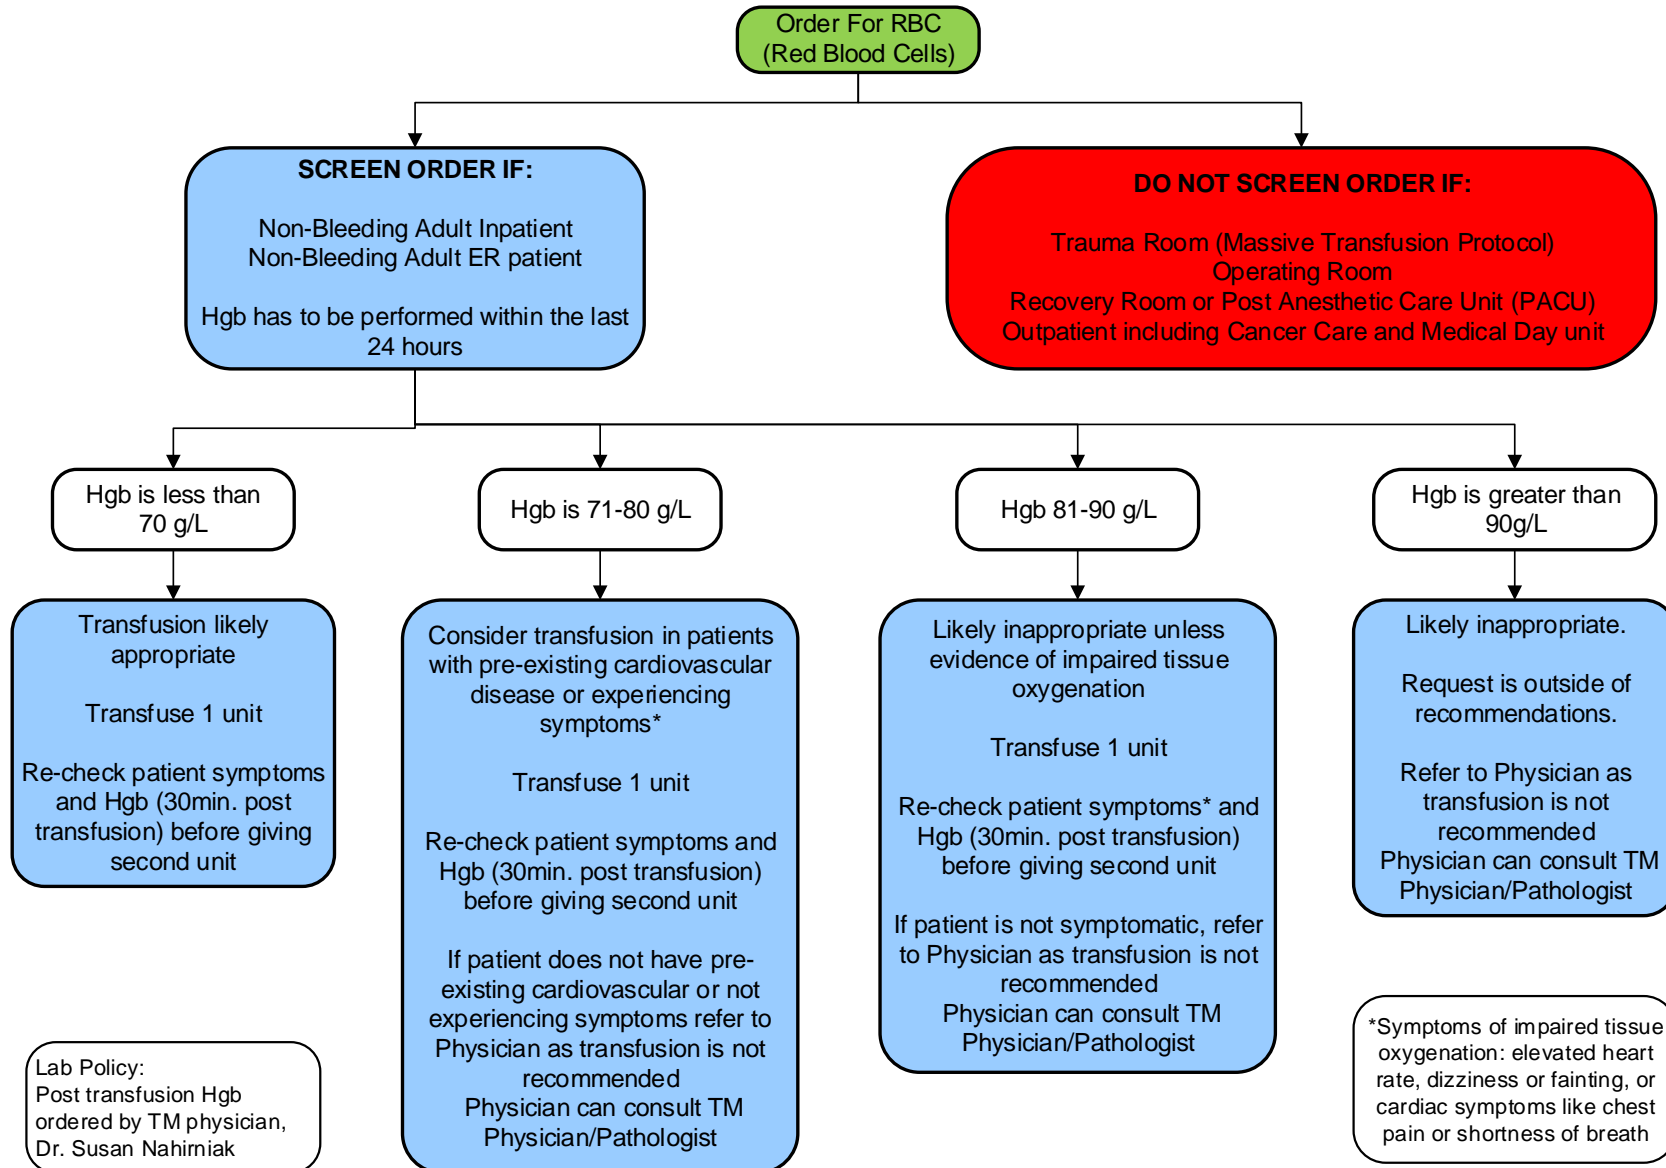 Order For RBC
(Red Blood Cells)
SCREEN ORDER IF:
Non-Bleeding Adult Inpatient
Non-Bleeding Adult ER patient
Hgb has to be performed within the last
24 hours
DO NOT SCREEN ORDER IF:
Trauma Room (Massive Transfusion Protocol)
Operating Room
Recovery Room or Post Anesthetic Care Unit (PACU)
Outpatient including Cancer Care and Medical Day unit
Hgb is less than
70 g/L
Hgb is 71-80 g/L
Hgb 81-90 g/L
Hgb is greater than
90g/L
Transfusion likely
appropriate
Transfuse 1 unit
Re-check patient symptoms
and Hgb (30min. post
transfusion) before giving
second unit
Consider transfusion in patients
with pre-existing cardiovascular
disease or experiencing
symptoms*
Transfuse 1 unit
Re-check patient symptoms and
Hgb (30min. post transfusion)
before giving second unit
If patient does not have pre-
existing cardiovascular or not
experiencing symptoms refer to
Physician as transfusion is not
recommended
Physician can consult TM
Physician/Pathologist
Likely inappropriate unless
evidence of impaired tissue
oxygenation
Transfuse 1 unit
Re-check patient symptoms* and
Hgb (30min. post transfusion)
before giving second unit
If patient is not symptomatic, refer
to Physician as transfusion is not
recommended
Physician can consult TM
Physician/Pathologist
Likely inappropriate.
Request is outside of
recommendations.
Refer to Physician as
transfusion is not
recommended
Physician can consult TM
Physician/Pathologist
Lab Policy:
Post transfusion Hgb
ordered by TM physician,
Dr. Susan Nahirniak
*Symptoms of impaired tissue
oxygenation: elevated heart
rate, dizziness or fainting, or
cardiac symptoms like chest
pain or shortness of breath